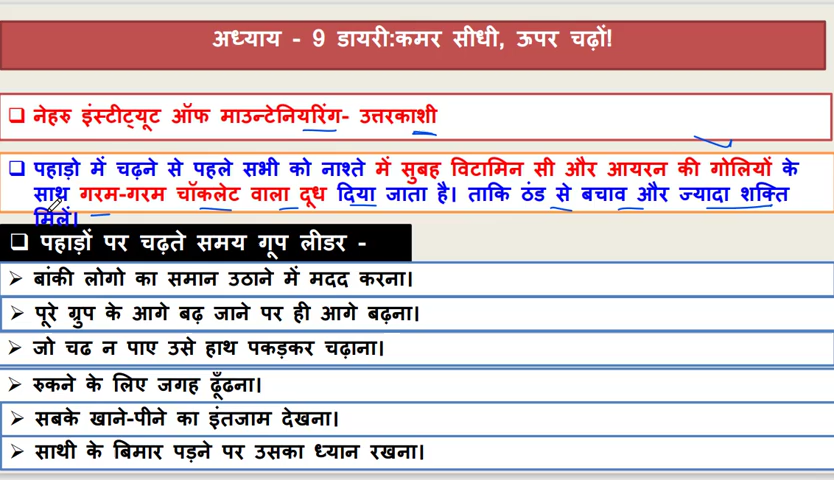 अध्याय - 9 डायरी:कमर सीधी, ऊपर चढ़ों!
❑ नेहरु इंस्टीट्यूट ऑफ माउन्टेनियरिंग- उत्तरकाशी
❑ पहाड़ो में चढ़ने से पहले सभी को नाश्ते में सुबह विटामिन सी और आयरन की गोलियों के
साथ गरम-गरम चॉकलेट वाला दूध दिया जाता है। ताकि ठंड से बचाव और ज्यादा शक्ति
मिलें।
❑ पहाड़ों पर चढ़ते समय गूप लीडर -
➢ बांकी लोगो का समान उठाने में मदद करना।
➢ पूरे ग्रुप के आगे बढ़ जाने पर ही आगे बढ़ना।
➢ जो चढ न पाए उसे हाथ पकड़कर चढ़ाना।
➢ रुकने के लिए जगह ढूँढना।
➢ सबके खाने-पीने का इंतजाम देखना।
➢ साथी के बिमार पड़ने पर उसका ध्यान रखना।